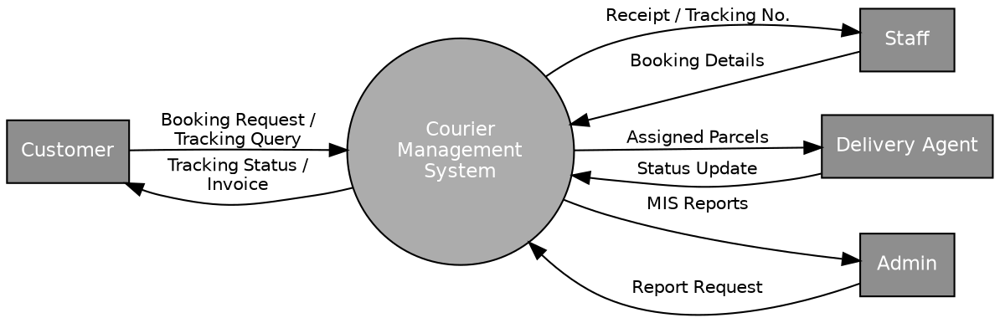 Receipt / Tracking No.
Staff
Booking Details
Booking Request /
Tracking Query
Customer
Tracking Status /
Invoice
Courier
Management
System
Assigned Parcels
Delivery Agent
Status Update
MIS Reports
Admin
Report Request